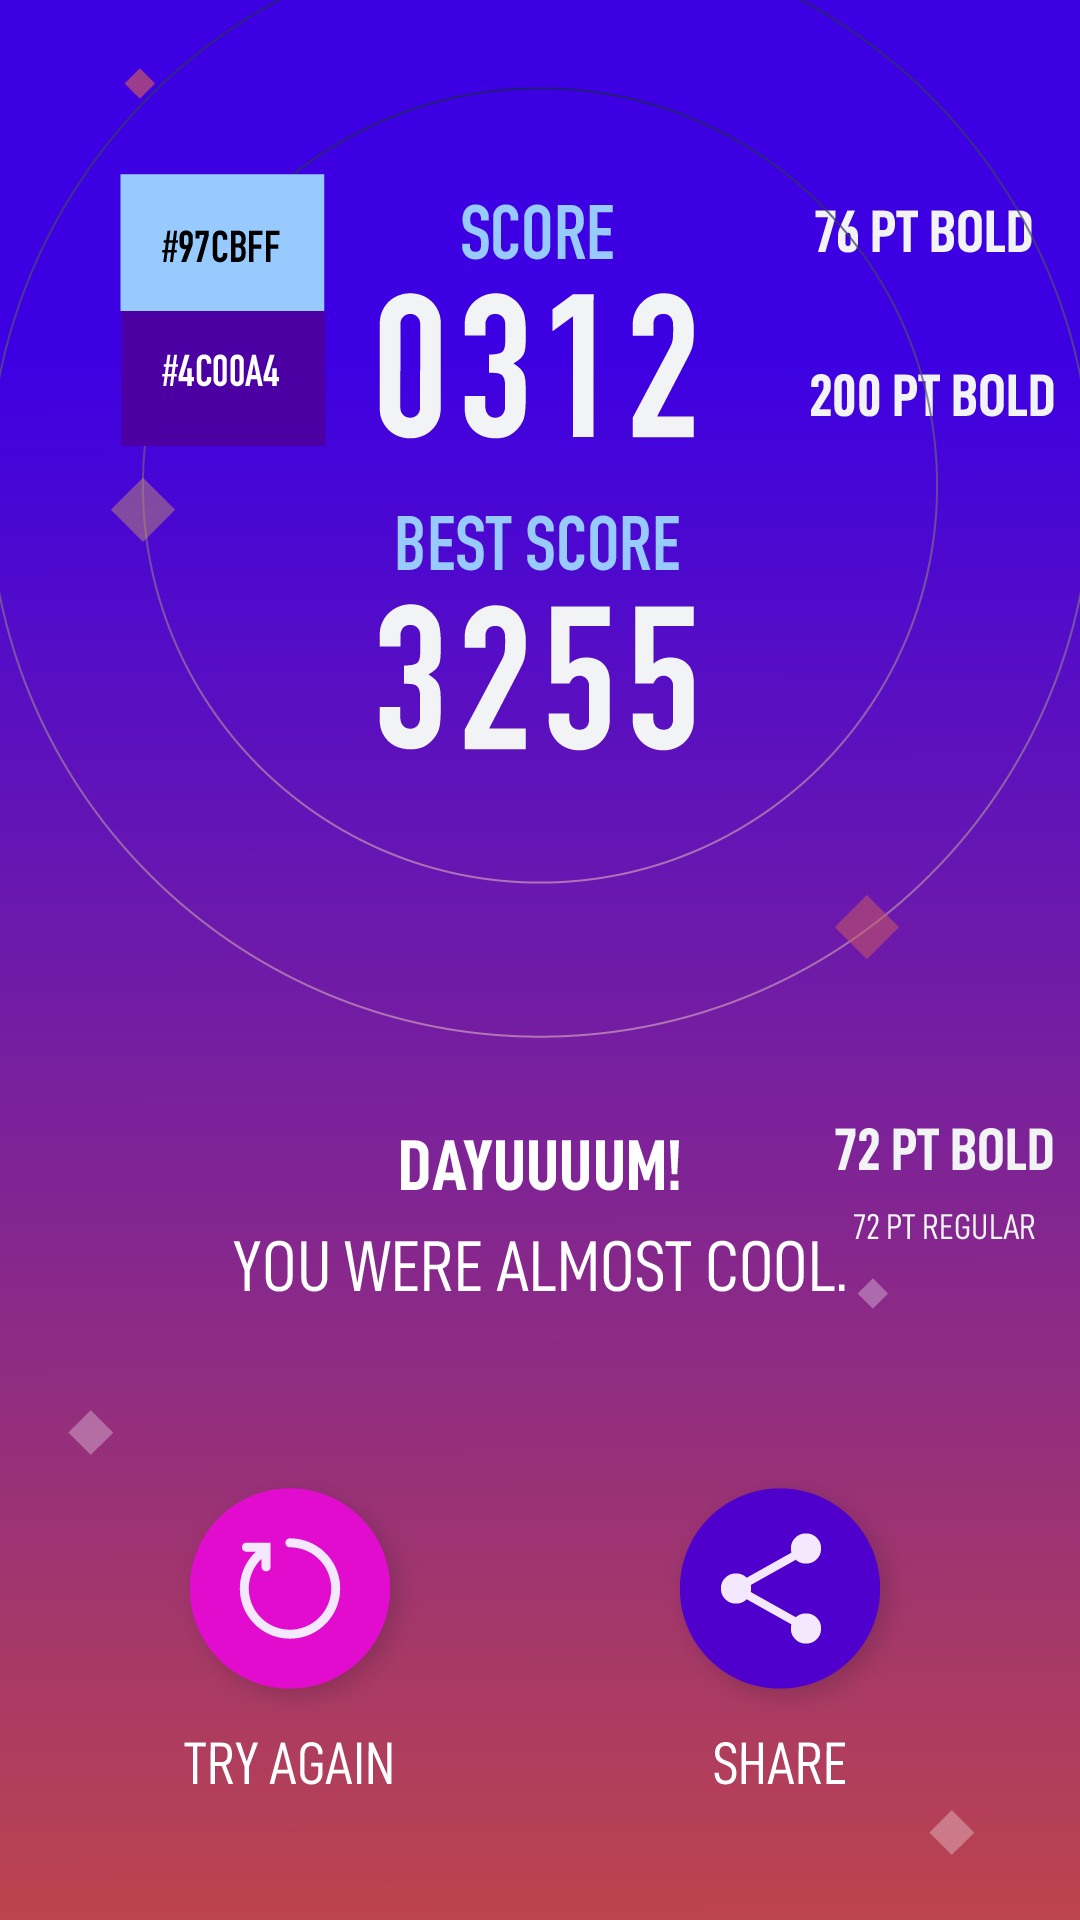 #97CBFF
#4C00A4
SCORE
0312
76 PT BOLD
200 PT BOLD
BEST SCORE
3255
DAYUUUUM!
72 PT BOLD
YOU WERE ALMOST COOL.
72 PT REGULAR
TRY AGAIN
SHARE